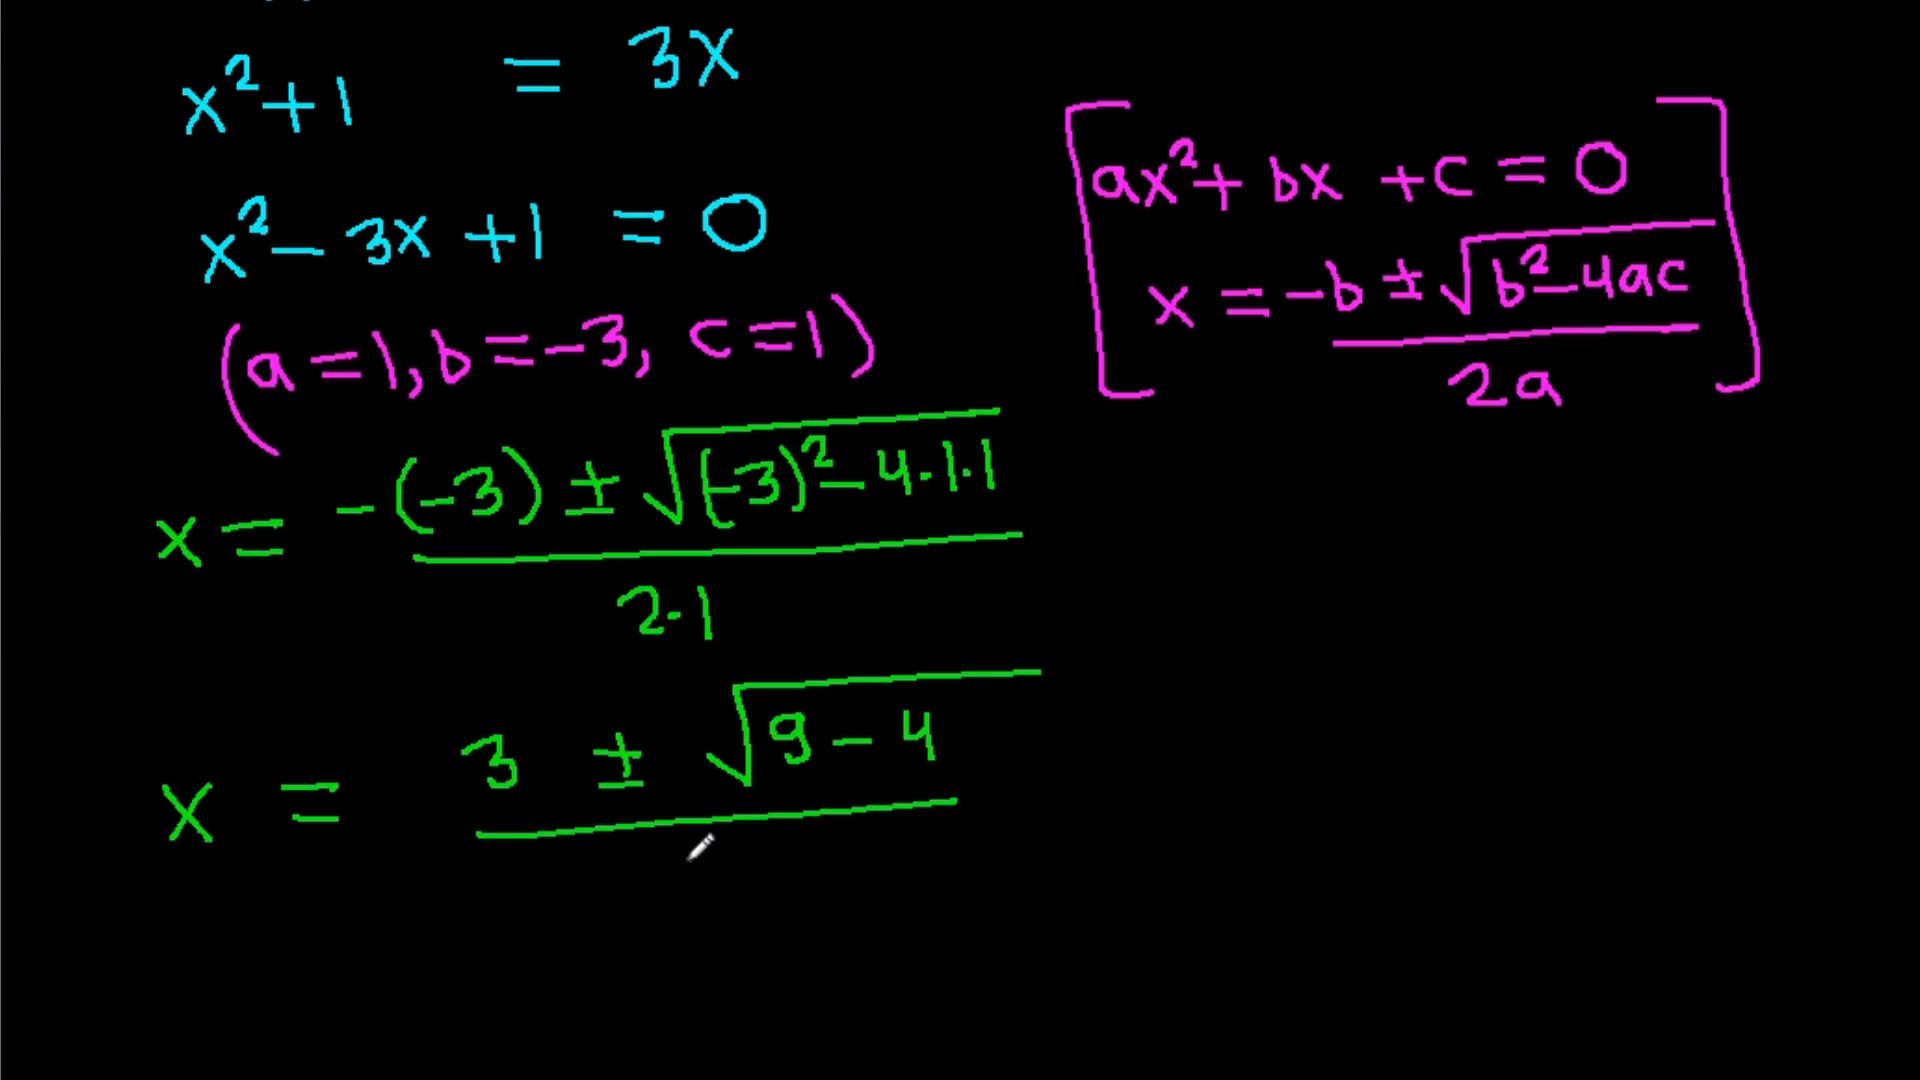 x²+1 = 3x
x² - 3x + 1 = 0
(a = 1, b = -3, c = 1)
x = -(-3) ± √(-3)² - 4·1·1
2·1
x = 3 ± √9 - 4
ax² + bx + c = 0
x = -b ± √b² - 4ac
2a